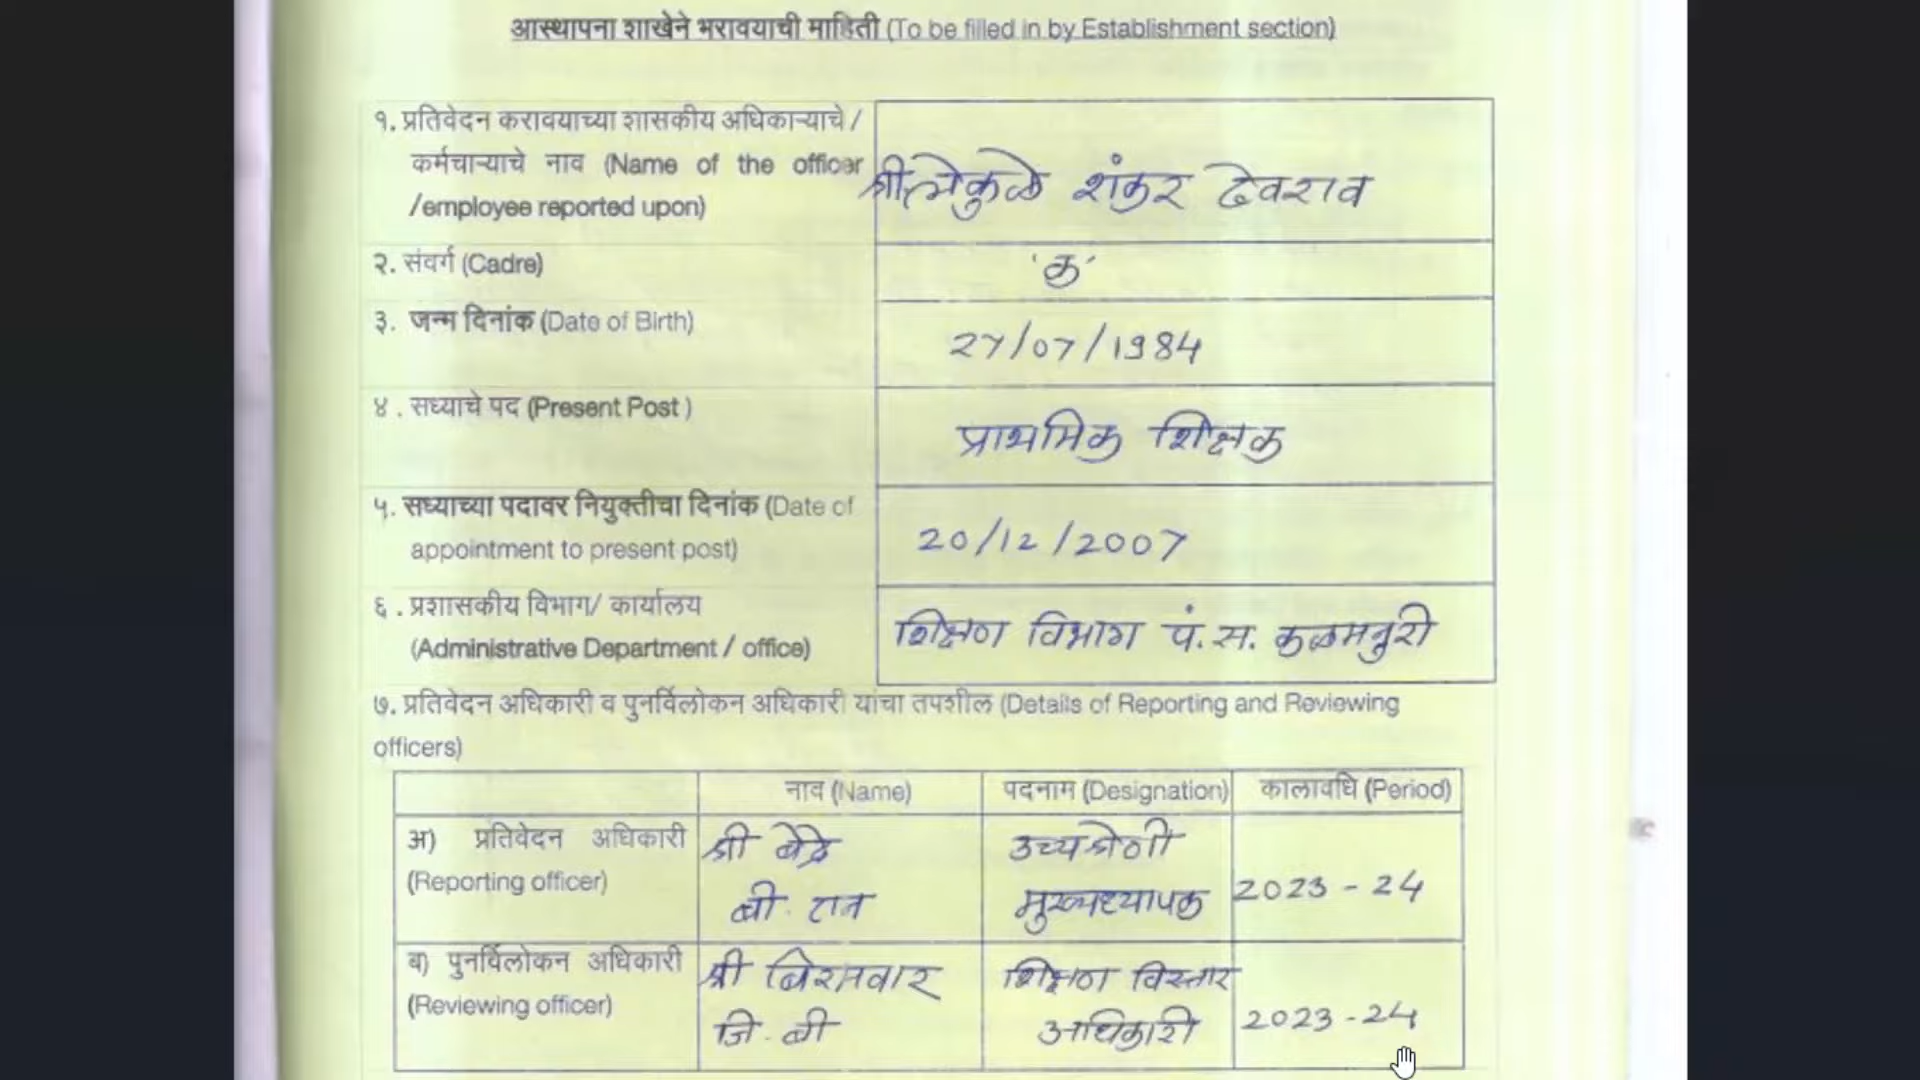 आस्थापना शाखेने भरावयाची माहिती (To be filled in by Establishment section)
१. प्रतिवेदन करावयाच्या शासकीय अधिकाऱ्याचे /
कर्मचाऱ्याचे नाव (Name of the officer
/employee reported upon)
श्री शंकर देवराव
२. संवर्ग (Cadre)
'क'
३. जन्म दिनांक (Date of Birth)
27/07/1984
४ . सध्याचे पद (Present Post )
प्राथमिक शिक्षक
५. सध्याच्या पदावर नियुक्तीचा दिनांक (Date of
appointment to present post)
20/12/2007
६ . प्रशासकीय विभाग/ कार्यालय
(Administrative Department / office)
शिक्षण विभाग पं.स. कळमनुरी
७. प्रतिवेदन अधिकारी व पुनर्विलोकन अधिकारी यांचा तपशील (Details of Reporting and Reviewing
officers)
नाव (Name) पदनाम (Designation) कालावधि (Period)
अ) प्रतिवेदन अधिकारी
(Reporting officer)
श्री बेंद्रे
बी.
उच्यश्रेणी
मुख्यध्यापक
2023 - 24
ब) पुनर्विलोकन अधिकारी
(Reviewing officer)
श्री बिरमवार
जि. बी
शिक्षण विस्तार
अधिकारी
2023 - 24